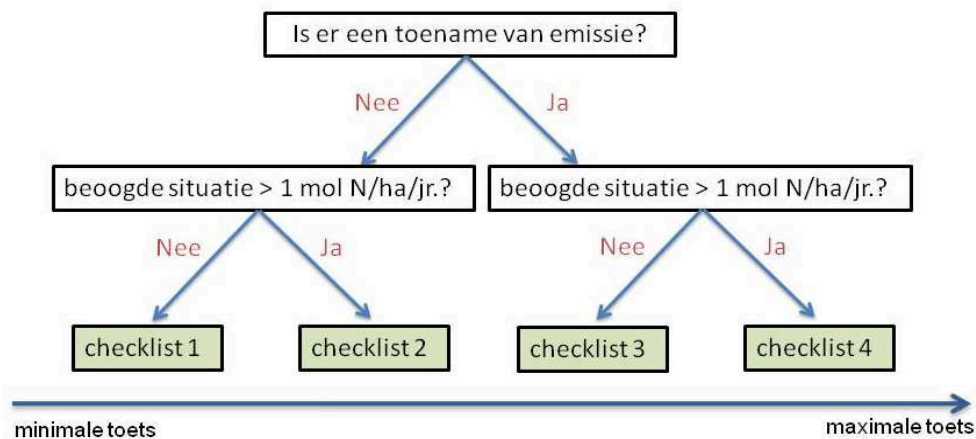 Is er een toename van emissie?
Nee
Ja
beoogde situatie > 1 mol N/ha/jr.?
beoogde situatie > 1 mol N/ha/jr.?
Nee
Ja
Nee
Ja
checklist 1
checklist 2
checklist 3
checklist 4
minimale toets
maximale toets